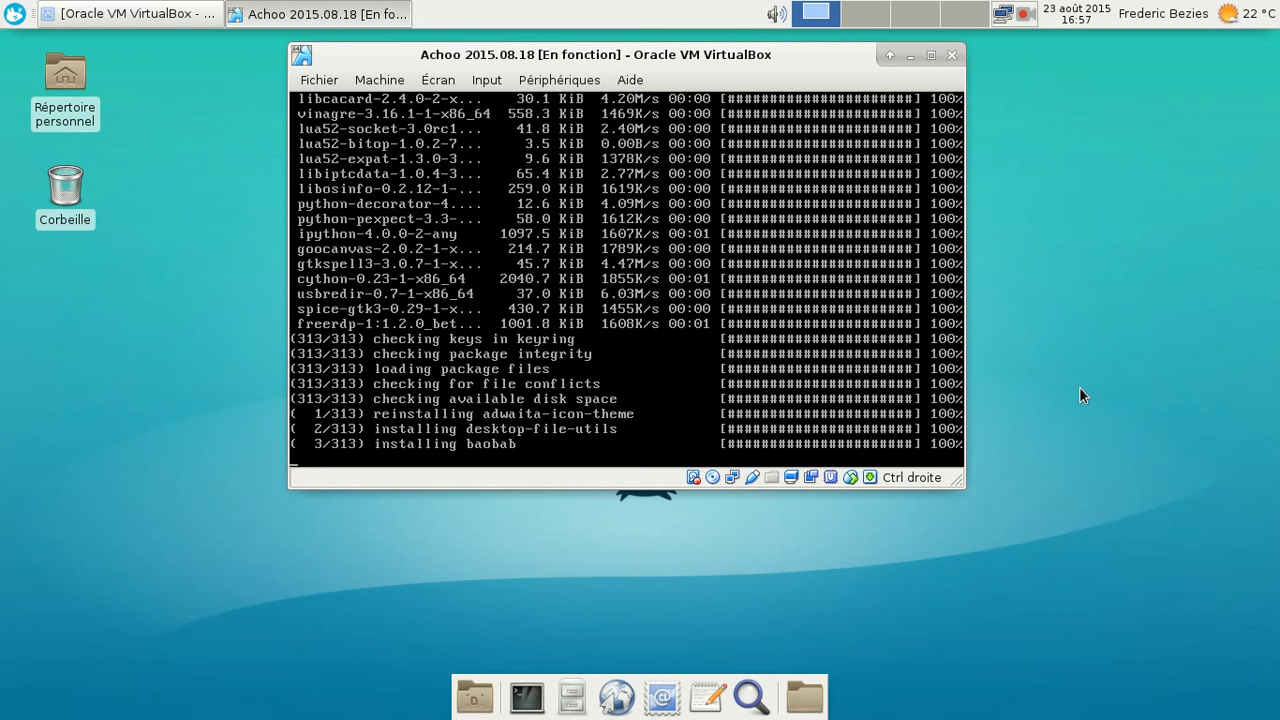 [Oracle VM VirtualBox - ...
Achoo 2015.08.18 [En fo...
23 août 2015
16:57
Frederic Bezies
22 °C
Répertoire
personnel
Corbeille
Achoo 2015.08.18 [En fonction] - Oracle VM VirtualBox
Fichier Machine Écran Input Périphériques Aide
libcacard-2.4.0-2-x... 30.1 KiB 4.20M/s 00:00 [######################] 100%
vinagre-3.16.1-1-x86_64 558.3 KiB 1469K/s 00:00 [######################] 100%
lua52-socket-3.0rc1... 41.8 KiB 2.40M/s 00:00 [######################] 100%
lua52-bitop-1.0.2-7... 3.5 KiB 0.00B/s 00:00 [######################] 100%
lua52-expat-1.3.0-3... 9.6 KiB 1378K/s 00:00 [######################] 100%
libiptcdata-1.0.4-3... 65.4 KiB 2.77M/s 00:00 [######################] 100%
libosinfo-0.2.12-1-... 259.0 KiB 1619K/s 00:00 [######################] 100%
python-decorator-4.... 12.6 KiB 4.09M/s 00:00 [######################] 100%
python-pexpect-3.3-... 58.0 KiB 1612K/s 00:00 [######################] 100%
ipython-4.0.0-2-any 1097.5 KiB 1607K/s 00:01 [######################] 100%
goocanvas-2.0.2-1-x... 214.7 KiB 1789K/s 00:00 [######################] 100%
gtkspell3-3.0.7-1-x... 45.7 KiB 4.47M/s 00:00 [######################] 100%
cython-0.23-1-x86_64 2040.7 KiB 1855K/s 00:01 [######################] 100%
usbredir-0.7-1-x86_64 37.0 KiB 6.03M/s 00:00 [######################] 100%
spice-gtk3-0.29-1-x... 430.7 KiB 1455K/s 00:00 [######################] 100%
freerdp-1:1.2.0_bet... 1001.8 KiB 1608K/s 00:01 [######################] 100%
(313/313) checking keys in keyring [######################] 100%
(313/313) checking package integrity [######################] 100%
(313/313) loading package files [######################] 100%
(313/313) checking for file conflicts [######################] 100%
(313/313) checking available disk space [######################] 100%
( 1/313) reinstalling adwaita-icon-theme [######################] 100%
( 2/313) installing desktop-file-utils [######################] 100%
( 3/313) installing baobab [######################] 100%
Ctrl droite